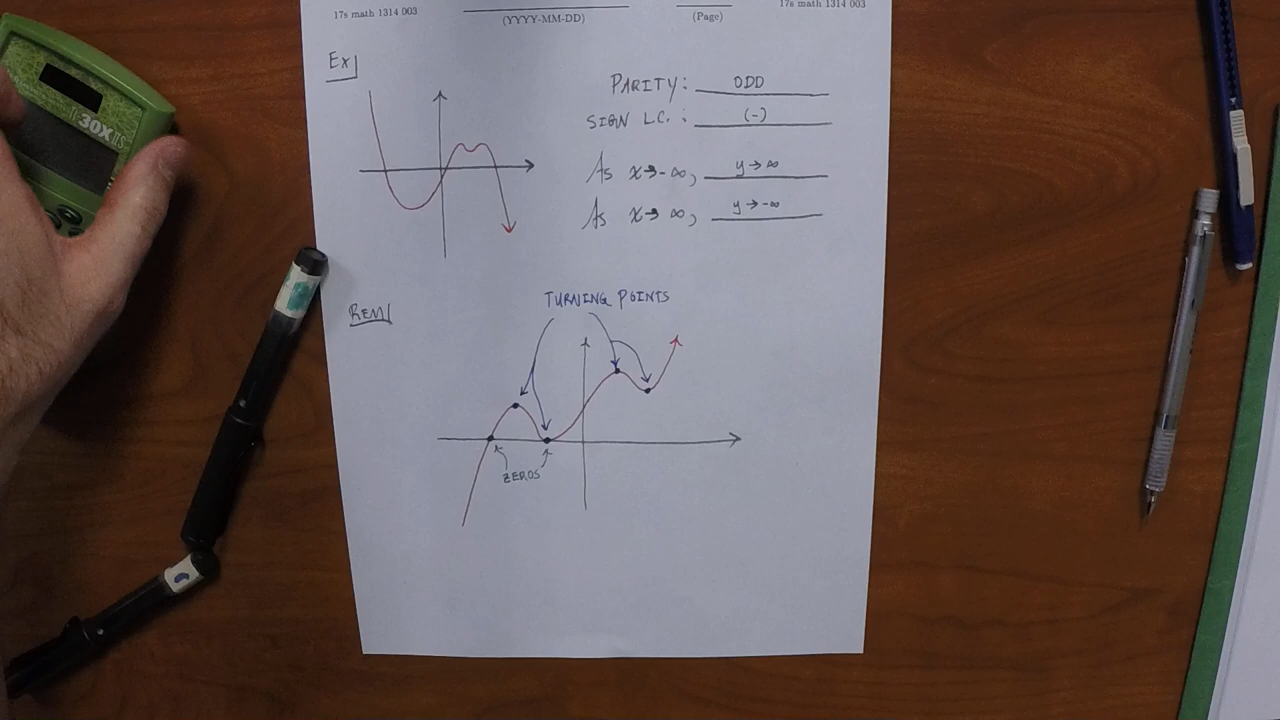 17s math 1314 003 (YYYY-MM-DD) (Page) 17s math 1314 003
30X IIS
Ex
PARITY: ODD
SIGN L.C.: (-)
As x→-∞, y→∞
As x→∞, y→-∞
REM
TURNING POINTS
ZEROS